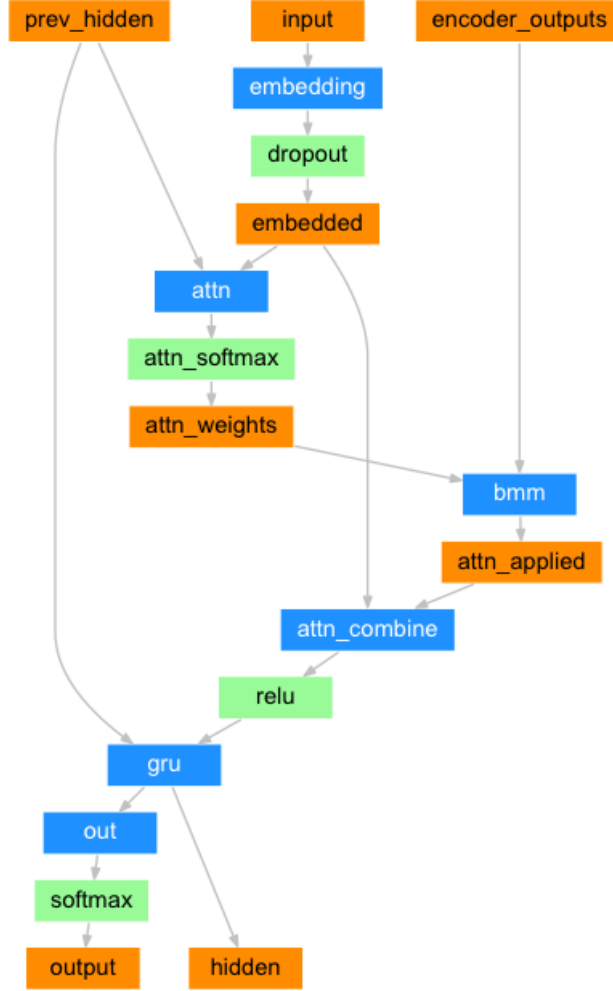 prev_hidden
input
encoder_outputs
embedding
dropout
embedded
attn
attn_softmax
attn_weights
bmm
attn_applied
attn_combine
relu
gru
out
softmax
output
hidden